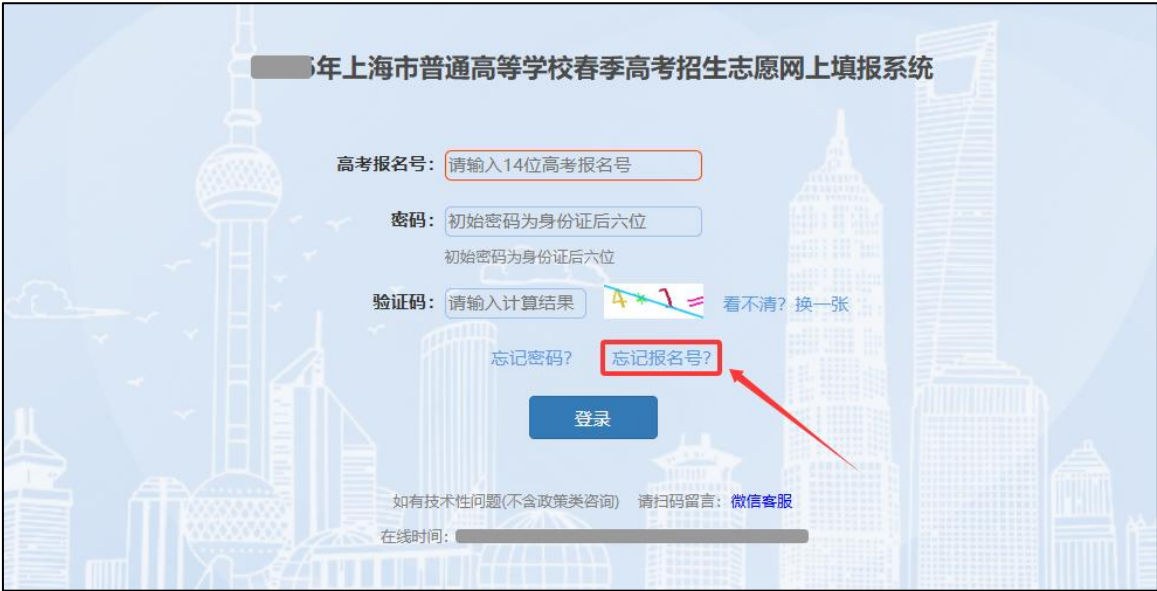 5年上海市普通高等学校春季高考招生志愿网上填报系统
高考报名号： 请输入14位高考报名号
密码： 初始密码为身份证后六位
初始密码为身份证后六位
验证码： 请输入计算结果 4 * 1 = 看不清？换一张
忘记密码？ 忘记报名号？
登录
如有技术性问题(不含政策类咨询) 请扫码留言：微信客服
在线时间：